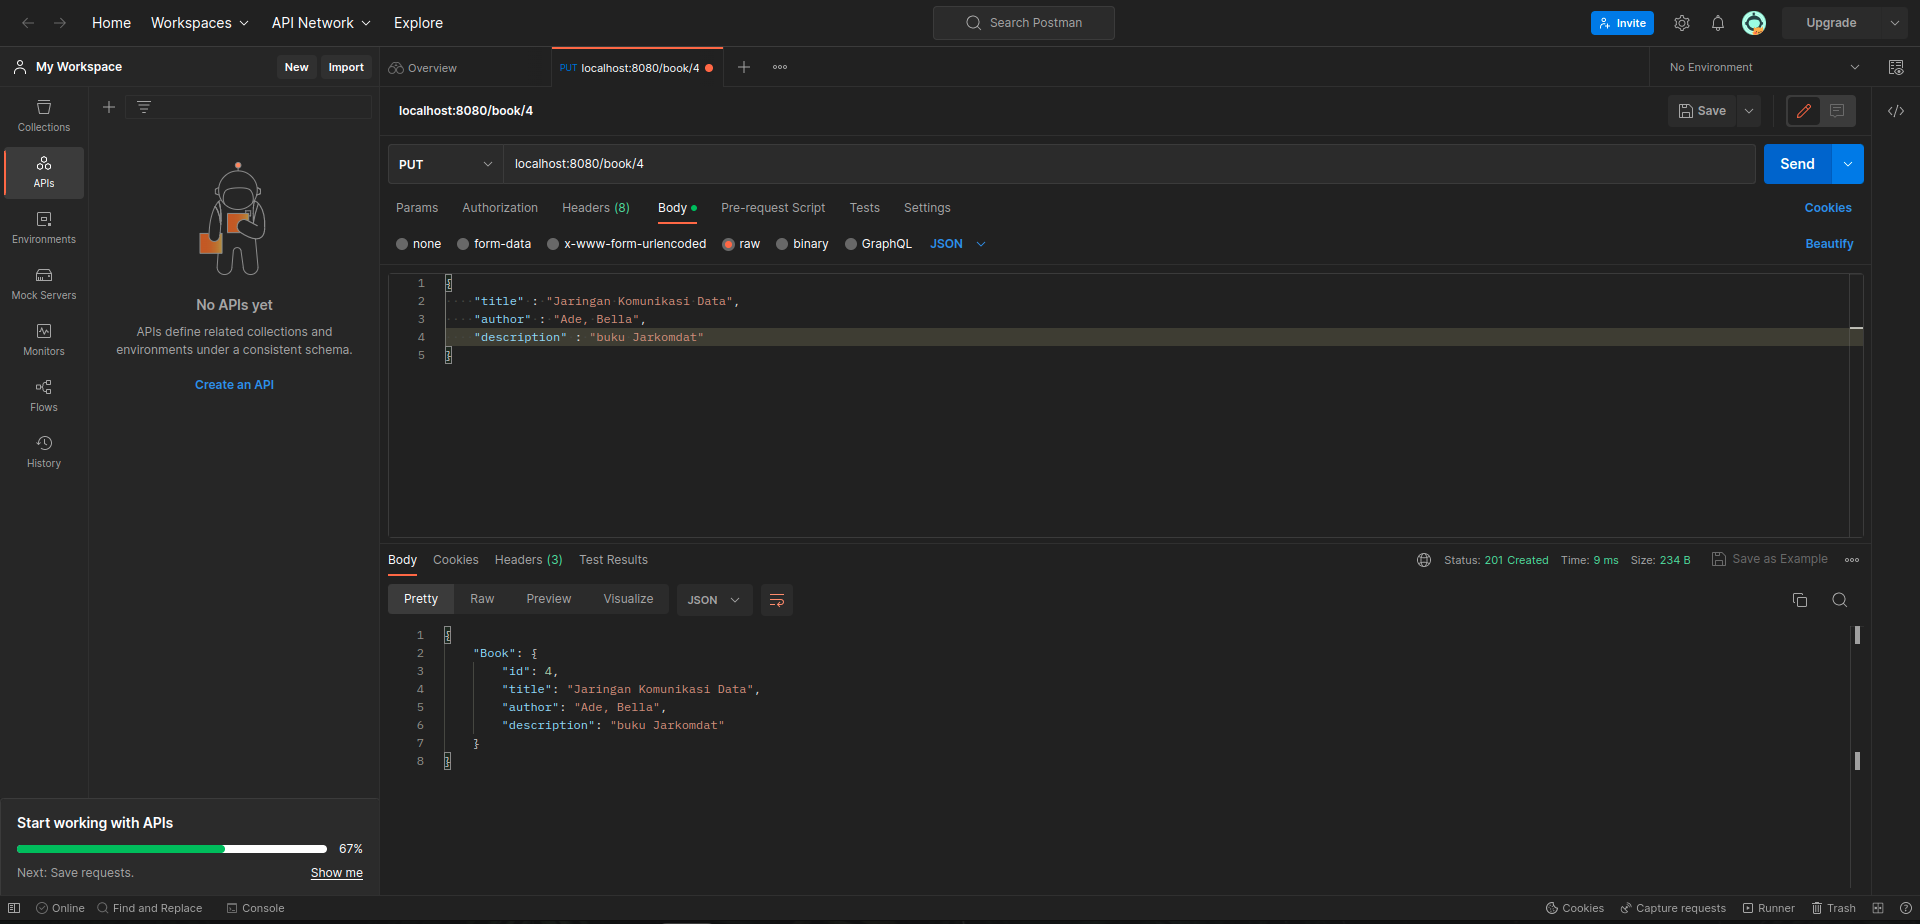 Home Workspaces API Network Explore Search Postman Invite Upgrade
My Workspace New Import Overview PUT localhost:8080/book/4 No Environment
Collections
APIs
Environments
Mock Servers
Monitors
Flows
History
No APIs yet
APIs define related collections and
environments under a consistent schema.
Create an API
Start working with APIs
67%
Next: Save requests. Show me
localhost:8080/book/4 Save
PUT localhost:8080/book/4 Send
Params Authorization Headers (8) Body Pre-request Script Tests Settings Cookies
none form-data x-www-form-urlencoded raw binary GraphQL JSON Beautify
1 {
2 "title" : "Jaringan Komunikasi Data",
3 "author" : "Ade, Bella",
4 "description" : "buku Jarkomdat"
5 }
Body Cookies Headers (3) Test Results Status: 201 Created Time: 9 ms Size: 234 B Save as Example
Pretty Raw Preview Visualize JSON
1 {
2 "Book": {
3 "id": 4,
4 "title": "Jaringan Komunikasi Data",
5 "author": "Ade, Bella",
6 "description": "buku Jarkomdat"
7 }
8 }
Online Find and Replace Console Cookies Capture requests Runner Trash